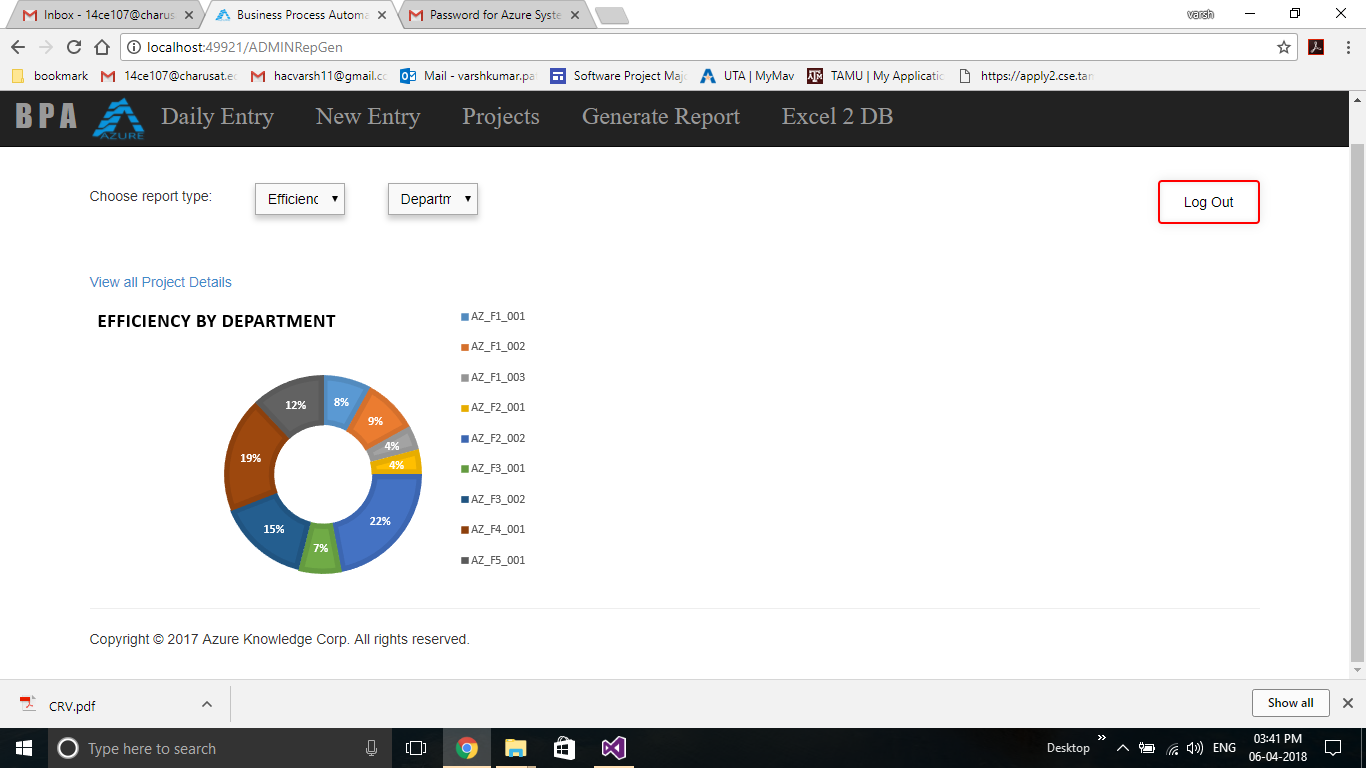 Inbox - 14ce107@charus
Business Process Automa
Password for Azure Syste
varsh
localhost:49921/ADMINRepGen
bookmark
14ce107@charusat.ec
hacvarsh11@gmail.cc
Mail - varshkumar.pa
Software Project Majo
UTA | MyMav
TAMU | My Applicatic
https://apply2.cse.tam
BPA
AZURE
Daily Entry
New Entry
Projects
Generate Report
Excel 2 DB
Choose report type:
Efficienc
Departm
Log Out
View all Project Details
EFFICIENCY BY DEPARTMENT
AZ_F1_001
AZ_F1_002
AZ_F1_003
AZ_F2_001
AZ_F2_002
AZ_F3_001
AZ_F3_002
AZ_F4_001
AZ_F5_001
12%
8%
9%
4%
4%
19%
22%
15%
7%
Copyright © 2017 Azure Knowledge Corp. All rights reserved.
CRV.pdf
Show all
Type here to search
Desktop
ENG
03:41 PM
06-04-2018